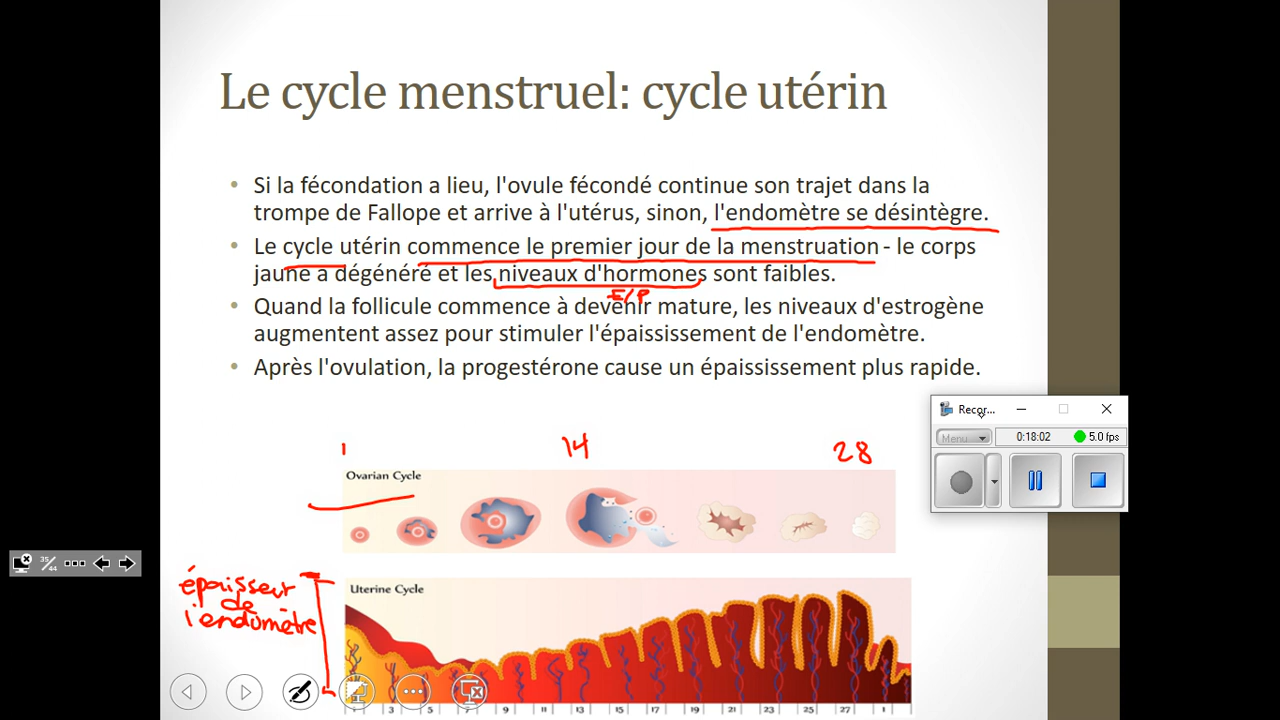 Le cycle menstruel: cycle utérin
• Si la fécondation a lieu, l'ovule fécondé continue son trajet dans la
trompe de Fallope et arrive à l'utérus, sinon, l'endomètre se désintègre.
• Le cycle utérin commence le premier jour de la menstruation - le corps
jaune a dégénéré et les niveaux d'hormones sont faibles.
E/P
• Quand la follicule commence à devenir mature, les niveaux d'estrogène
augmentent assez pour stimuler l'épaississement de l'endomètre.
• Après l'ovulation, la progestérone cause un épaississement plus rapide.
Recor...
Menu
0:18:02
5.0 fps
1 14 28
Ovarian Cycle
35/44
épaisseur
de
l'endomètre
Uterine Cycle
1 3 5 7 9 11 13 15 17 19 21 23 25 27 1